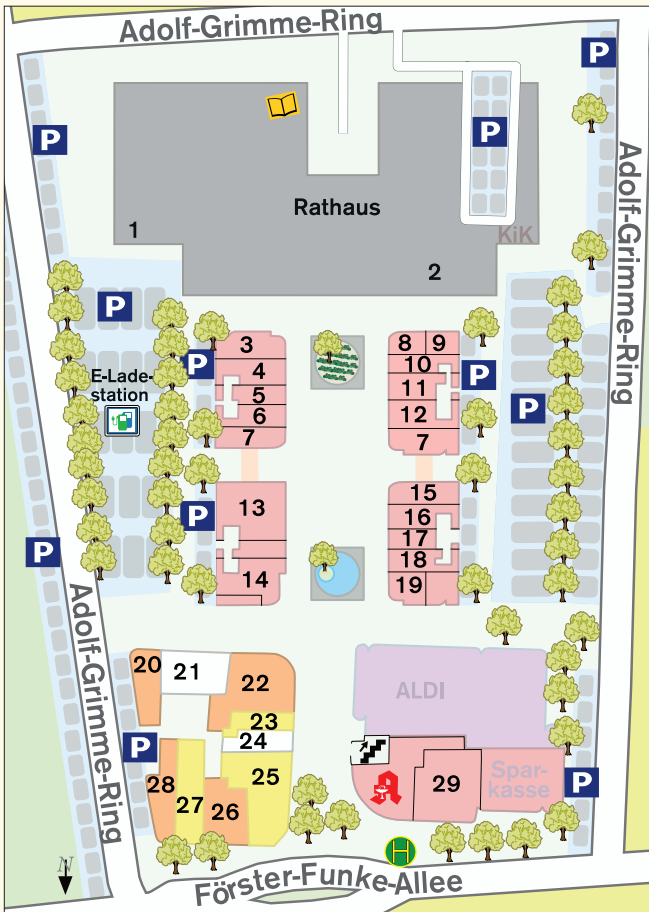 Adolf-Grimme-Ring
P
P
P
Rathaus
Adolf-Grimme-Ring
1
KiK
2
P
3
8 9
P
4
10
P
E-Lade-
station
5
11
P
6
12
7
7
13
15
P
16
17
P
18
14
19
Adolf-Grimme-Ring
20
21
22
ALDI
23
24
P
25
28
27
26
A
29
Spar-
kasse
P
H
N
Förster-Funke-Allee